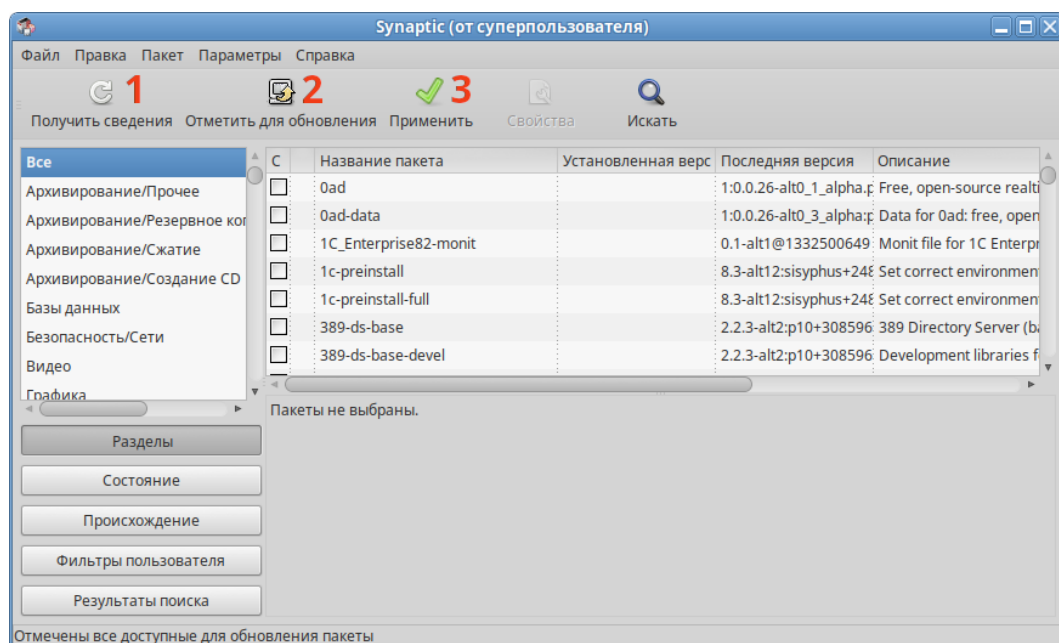 Synaptic (от суперпользователя)
Файл Правка Пакет Параметры Справка
1 2 3
Получить сведения Отметить для обновления Применить Свойства Искать
Все
Архивирование/Прочее
Архивирование/Резервное ког
Архивирование/Сжатие
Архивирование/Создание CD
Базы данных
Безопасность/Сети
Видео
Графика
С Название пакета Установленная верс Последняя версия Описание
0ad 1:0.0.26-alt0_1_alpha:p Free, open-source realti
0ad-data 1:0.0.26-alt0_3_alpha:p Data for 0ad: free, open
1C_Enterprise82-monit 0.1-alt1@1332500649 Monit file for 1C Enterpr
1c-preinstall 8.3-alt12:sisyphus+248 Set correct environmen
1c-preinstall-full 8.3-alt12:sisyphus+248 Set correct environmen
389-ds-base 2.2.3-alt2:p10+308596 389 Directory Server (ba
389-ds-base-devel 2.2.3-alt2:p10+308596 Development libraries f
Пакеты не выбраны.
Разделы
Состояние
Происхождение
Фильтры пользователя
Результаты поиска
Отмечены все доступные для обновления пакеты